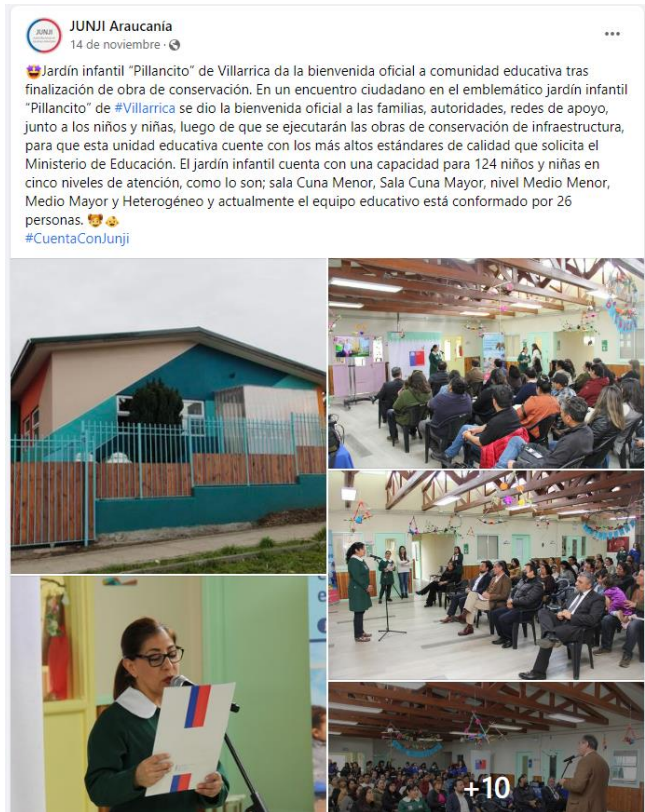 JUNJI
JUNJI Araucanía
14 de noviembre ·
🤩Jardín infantil "Pillancito" de Villarrica da la bienvenida oficial a comunidad educativa tras
finalización de obra de conservación. En un encuentro ciudadano en el emblemático jardín infantil
"Pillancito" de #Villarrica se dio la bienvenida oficial a las familias, autoridades, redes de apoyo,
junto a los niños y niñas, luego de que se ejecutarán las obras de conservación de infraestructura,
para que esta unidad educativa cuente con los más altos estándares de calidad que solicita el
Ministerio de Educación. El jardín infantil cuenta con una capacidad para 124 niños y niñas en
cinco niveles de atención, como lo son; sala Cuna Menor, Sala Cuna Mayor, nivel Medio Menor,
Medio Mayor y Heterogéneo y actualmente el equipo educativo está conformado por 26
personas.
#CuentaConJunji
+10